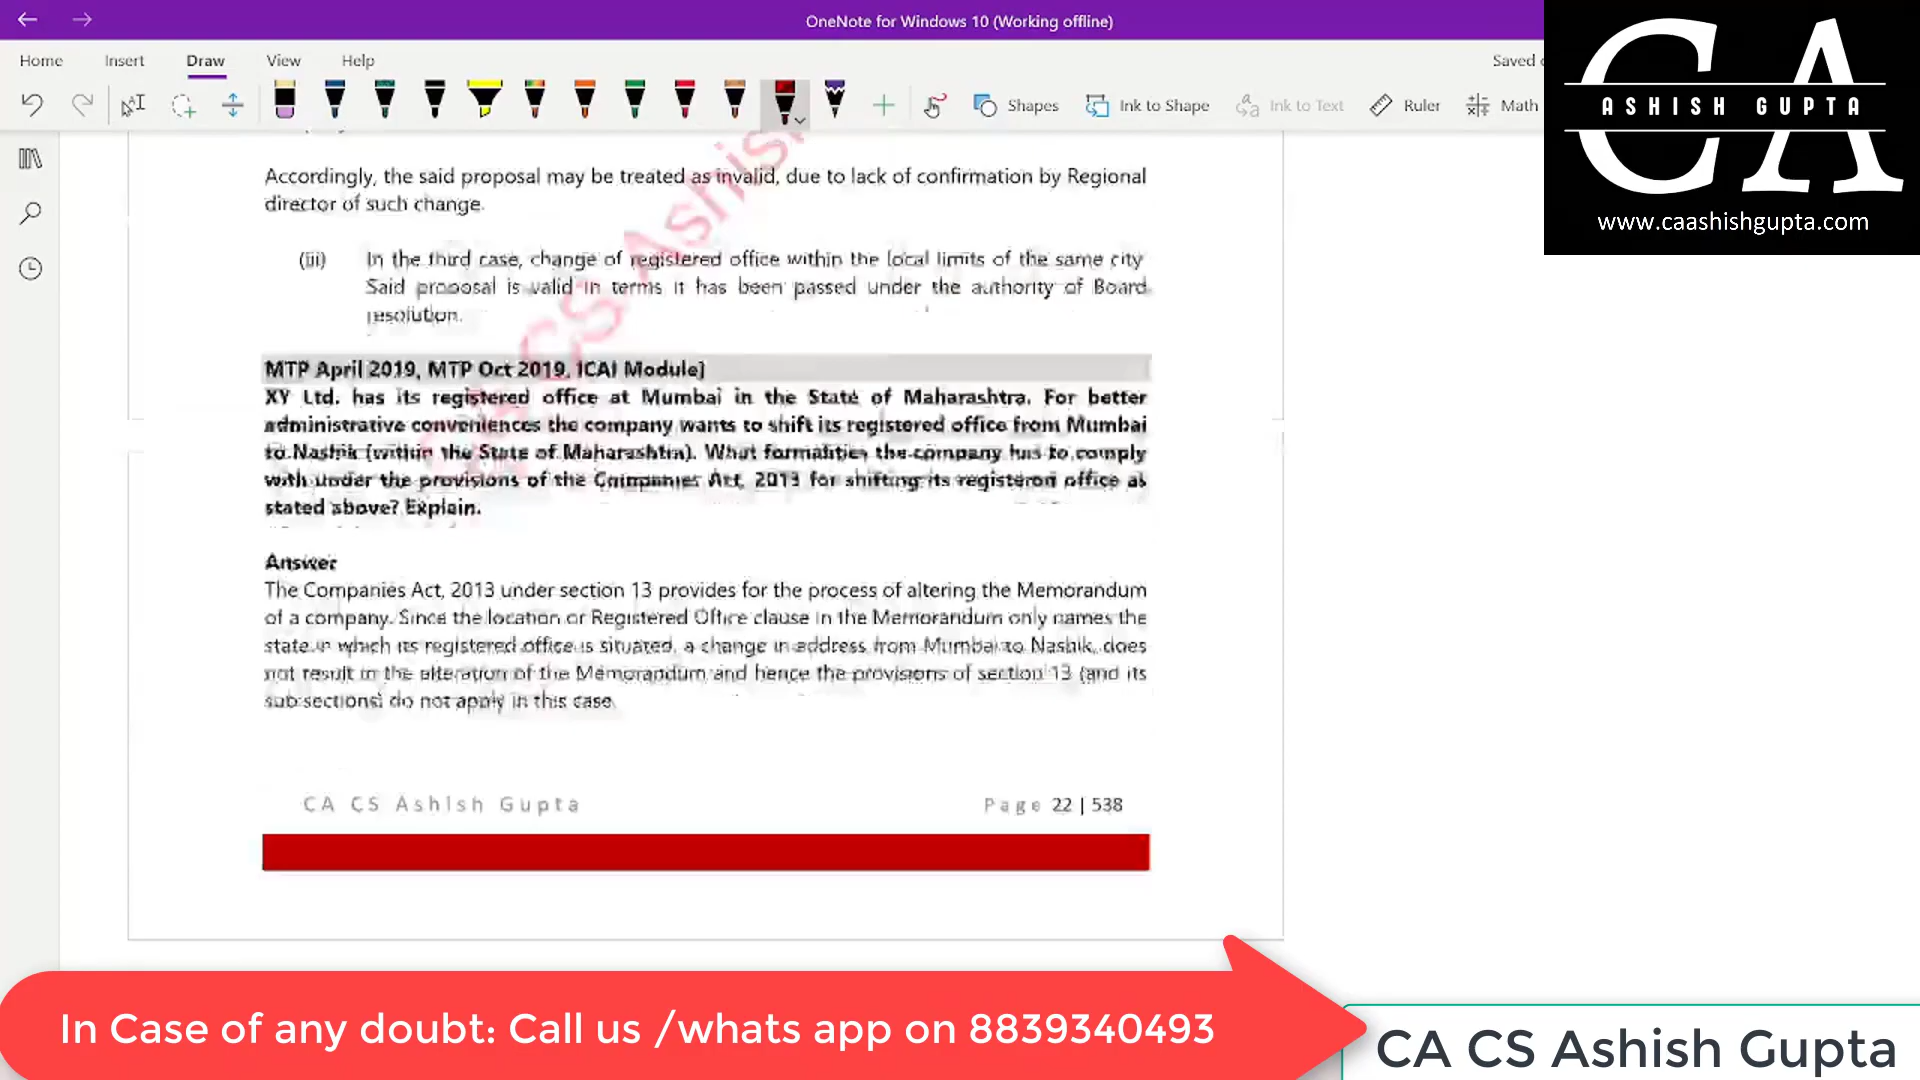 OneNote for Windows 10 (Working offline)
Home Insert Draw View Help Saved
Shapes Ink to Shape Ink to Text Ruler Math
CA
ASHISH GUPTA
www.caashishgupta.com
Accordingly, the said proposal may be treated as invalid, due to lack of confirmation by Regional
director of such change.
(iii) In the third case, change of registered office within the local limits of the same city
Said proposal is valid in terms it has been passed under the authority of Board
resolution.
MTP April 2019, MTP Oct 2019, ICAI Module]
XY Ltd. has its registered office at Mumbai in the State of Maharashtra. For better
administrative conveniences the company wants to shift its registered office from Mumbai
to Nashik (within the State of Maharashtra). What formalities the company has to comply
with under the provisions of the Companies Act, 2013 for shifting its registered office as
stated above? Explain.
Answer
The Companies Act, 2013 under section 13 provides for the process of altering the Memorandum
of a company. Since the location or Registered Office clause in the Memorandum only names the
state in which its registered office is situated, a change in address from Mumbai to Nashik, does
not result in the alteration of the Memorandum and hence the provisions of section 13 (and its
sub sections) do not apply in this case.
CA CS Ashish Gupta Page 22 | 538
In Case of any doubt: Call us /whats app on 8839340493
CA CS Ashish Gupta